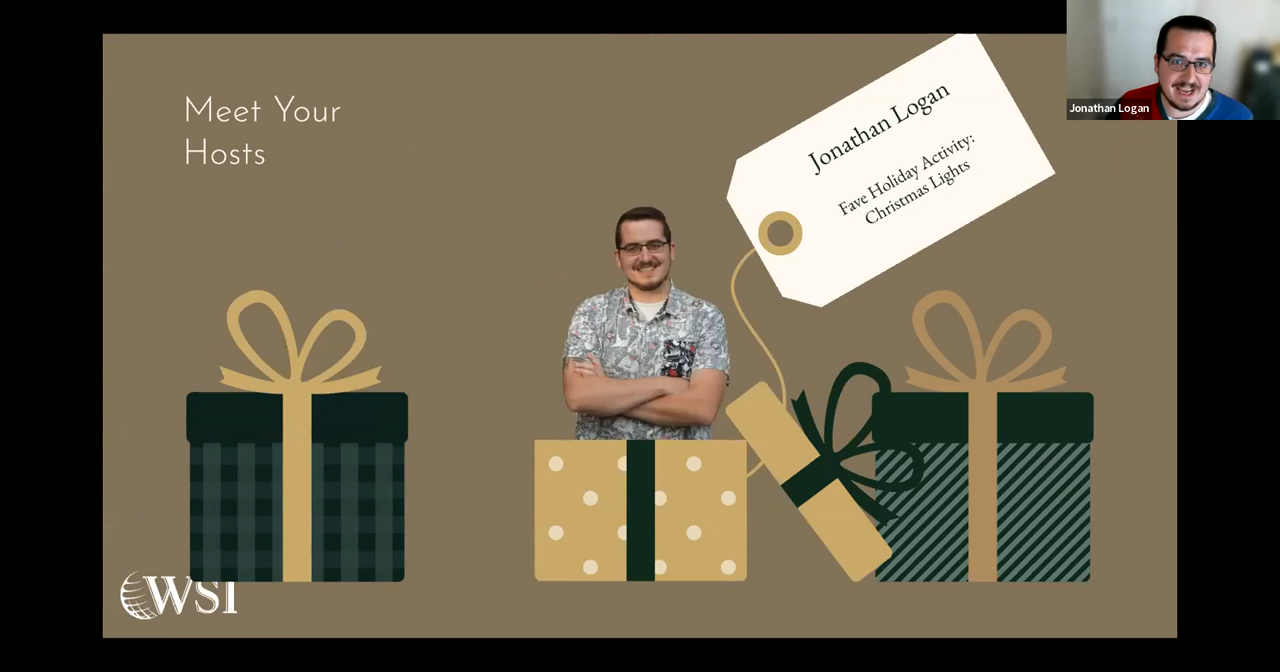 Meet Your
Hosts
Jonathan Logan
Fave Holiday Activity:
Christmas Lights
Jonathan Logan
WSI